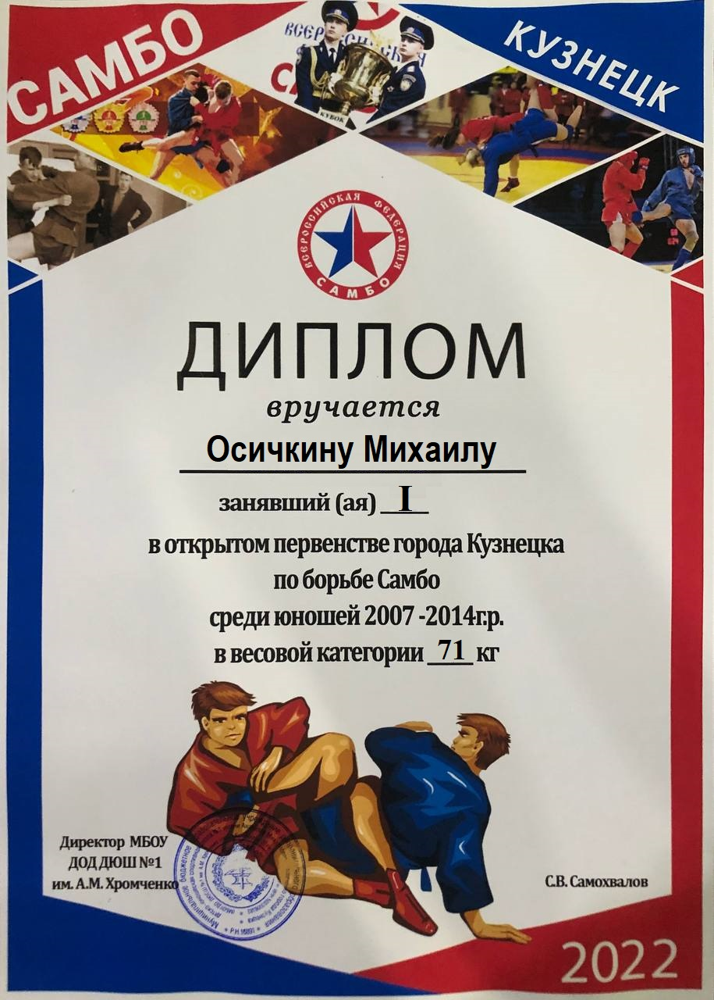 САМБО
КУЗНЕЦК
КУБОК
ВСЕРОССИЙСКАЯ ФЕДЕРАЦИЯ
САМБО
ДИПЛОМ
вручается
Осичкину Михаилу
занявший (ая) I
в открытом первенстве города Кузнецка
по борьбе Самбо
среди юношей 2007 -2014г.р.
в весовой категории 71 кг
Директор МБОУ
ДОД ДЮШ №1
им. А.М. Хромченко
С.В. Самохвалов
2022